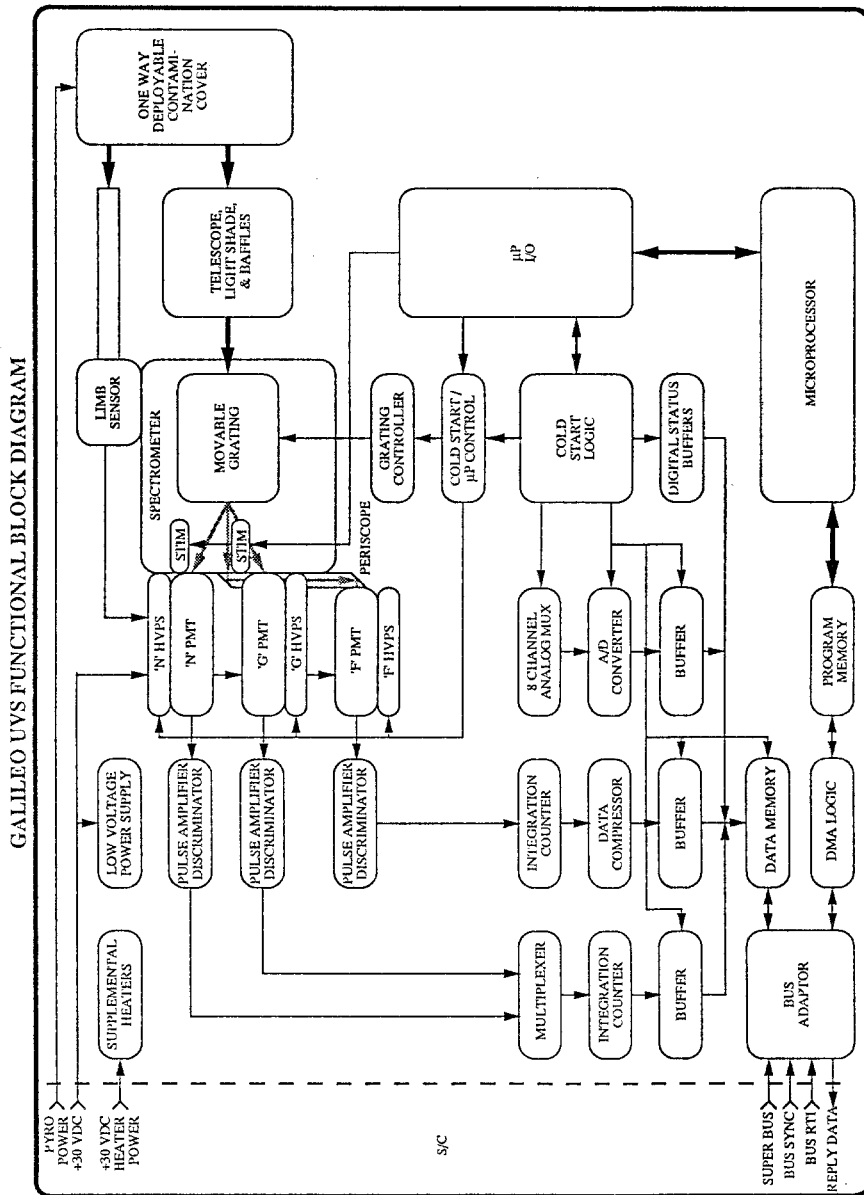 GALILEO UVS FUNCTIONAL BLOCK DIAGRAM
PYRO
POWER
+30 VDC
+30 VDC
HEATER
POWER
S/C
SUPER BUS
BUS SYNC
BUS RTI
REPLY DATA
SUPPLEMENTAL
HEATERS
LOW VOLTAGE
POWER SUPPLY
PULSE AMPLIFIER
DISCRIMINATOR
PULSE AMPLIFIER
DISCRIMINATOR
PULSE AMPLIFIER
DISCRIMINATOR
MULTIPLEXER
INTEGRATION
COUNTER
BUFFER
BUS
ADAPTOR
INTEGRATION
COUNTER
DATA
COMPRESSOR
BUFFER
DATA MEMORY
DMA LOGIC
'N' HVPS
'N' PMT
'G' PMT
'G' HVPS
'F' PMT
'F' HVPS
8 CHANNEL
ANALOG MUX
A/D
CONVERTER
BUFFER
PROGRAM
MEMORY
LIMB
SENSOR
SPECTROMETER
STIM
STIM
PERISCOPE
MOVABLE
GRATING
GRATING
CONTROLLER
COLD START/
μP CONTROL
COLD
START
LOGIC
DIGITAL STATUS
BUFFERS
MICROPROCESSOR
TELESCOPE,
LIGHT SHADE,
& BAFFLES
μP
I/O
ONE WAY
DEPLOYABLE
CONTAMI-
NATION
COVER